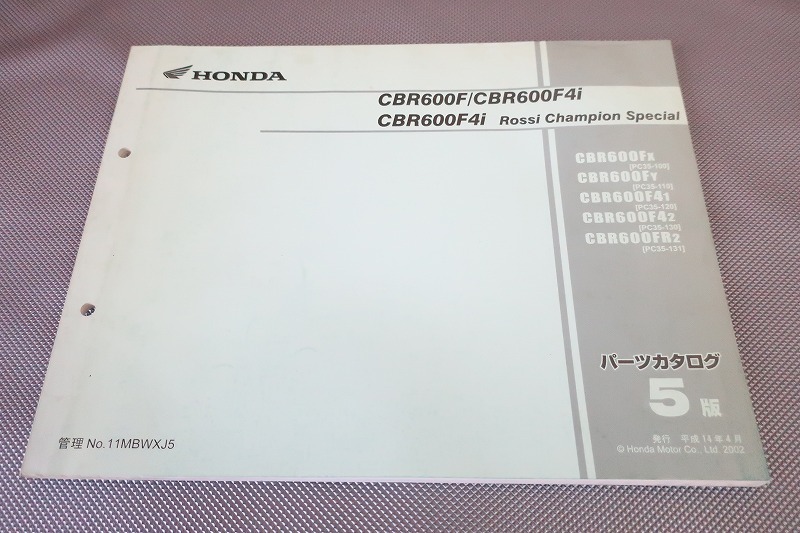 HONDA
CBR600F/CBR600F4i
CBR600F4i Rossi Champion Special
CBR600FX
[PC35-100]
CBR600FY
[PC35-110]
CBR600F41
[PC35-120]
CBR600F42
[PC35-130]
CBR600FR2
[PC35-131]
パーツカタログ
5版
管理 No.11MBWXJ5
発行 平成14年4月
© Honda Motor Co., Ltd. 2002